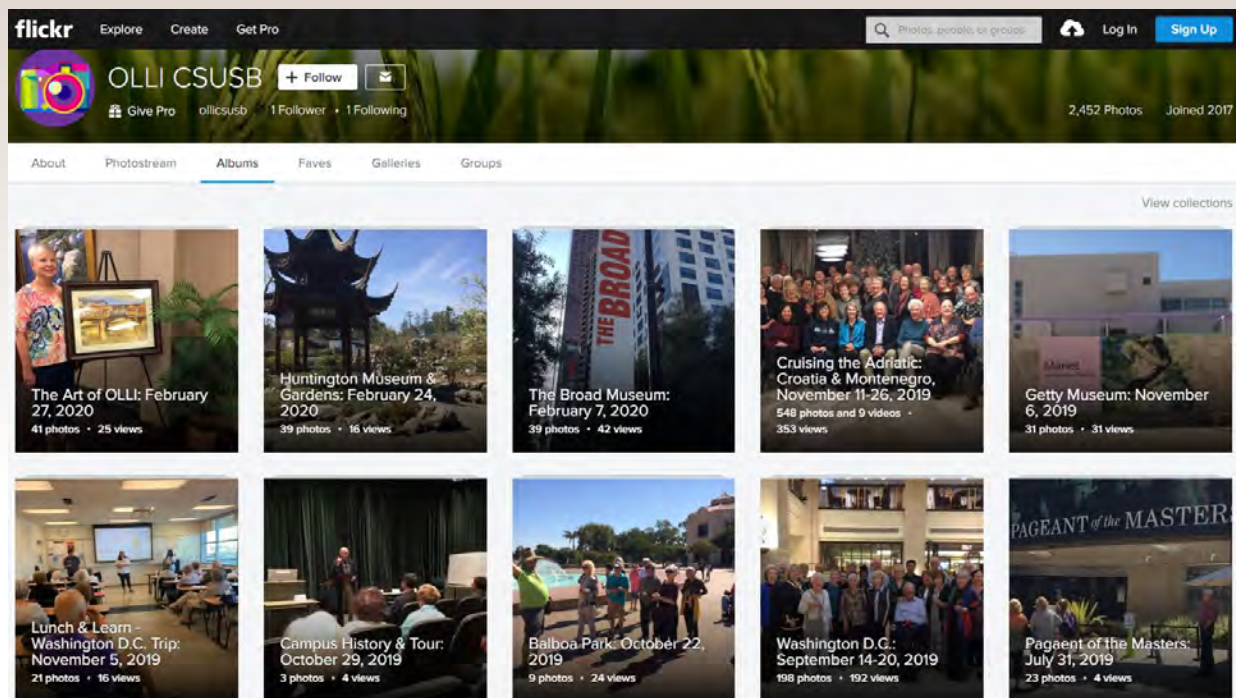 flickr Explore Create Get Pro Photos, people, or groups Log In Sign Up
OLLI CSUSB + Follow
Give Pro ollicsusb 1 Follower • 1 Following 2,452 Photos Joined 2017
About Photostream Albums Faves Galleries Groups
View collections
THE BROAD
The Art of OLLI: February
27, 2020
41 photos • 25 views
Huntington Museum &
Gardens: February 24,
2020
39 photos • 16 views
The Broad Museum:
February 7, 2020
39 photos • 42 views
Cruising the Adriatic:
Croatia & Montenegro,
November 11-26, 2019
548 photos and 9 videos •
353 views
Manet
Getty Museum: November
6, 2019
31 photos • 31 views
Lunch & Learn -
Washington D.C. Trip:
November 5, 2019
21 photos • 16 views
Campus History & Tour:
October 29, 2019
3 photos • 4 views
Balboa Park: October 22,
2019
9 photos • 24 views
Washington D.C.:
September 14-20, 2019
198 photos • 192 views
PAGEANT of the MASTERS
Pagaent of the Masters:
July 31, 2019
23 photos • 4 views